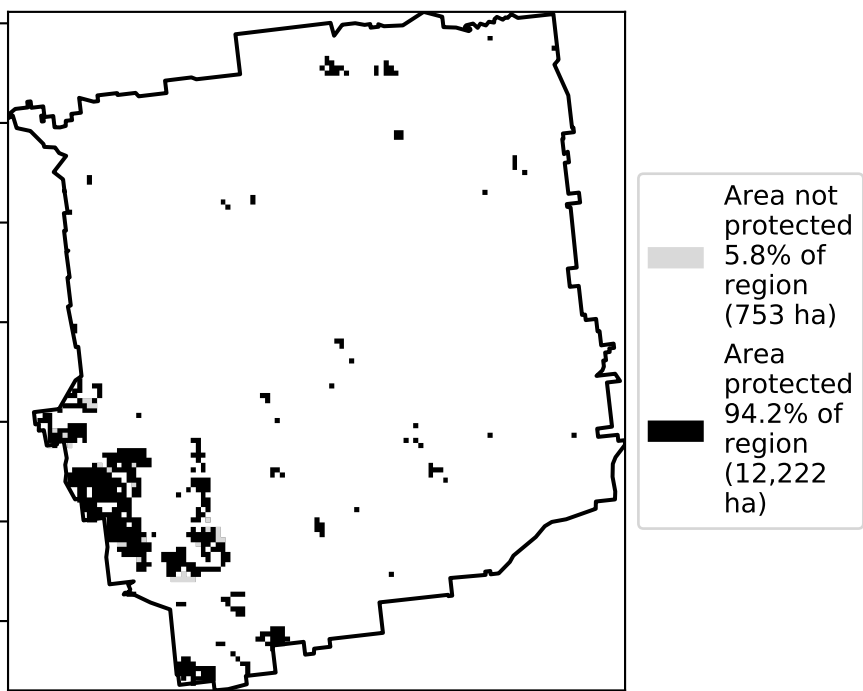 Area not
protected
5.8% of
region
(753 ha)
Area
protected
94.2% of
region
(12,222
ha)